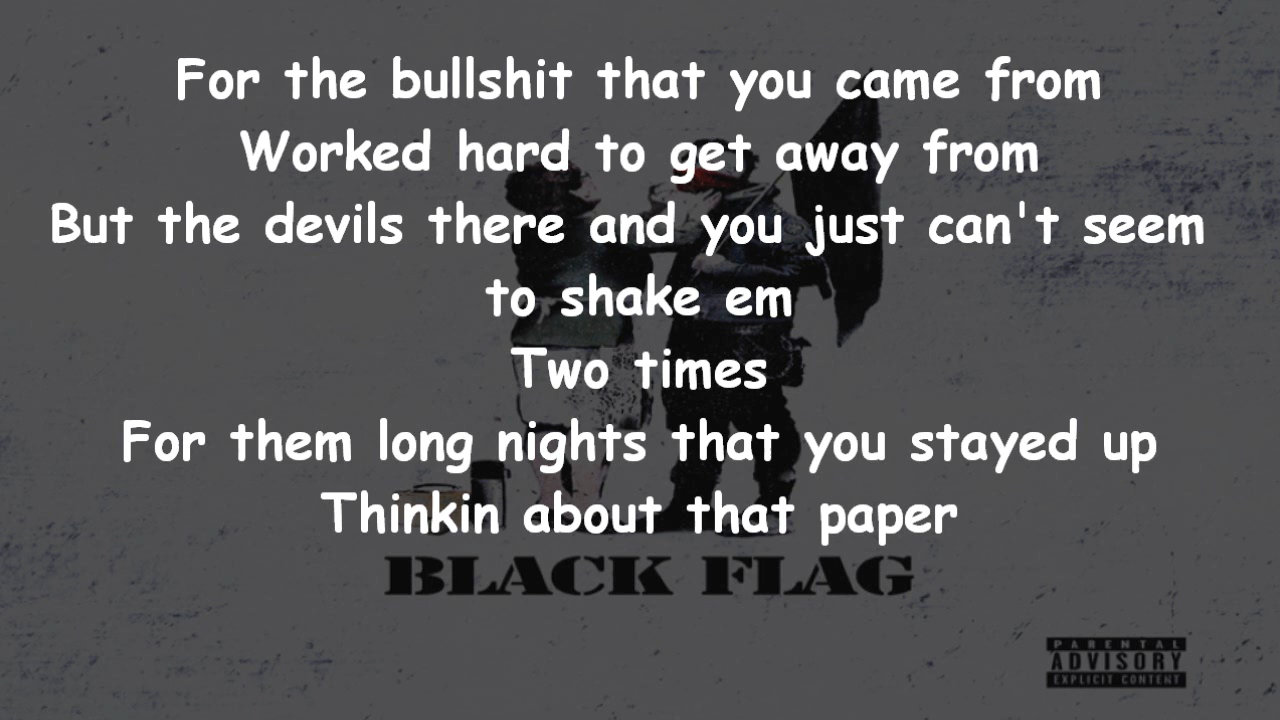 For the bullshit that you came from
Worked hard to get away from
But the devils there and you just can't seem
to shake em
Two times
For them long nights that you stayed up
Thinkin about that paper
BLACK FLAG
PARENTAL
ADVISORY
EXPLICIT CONTENT